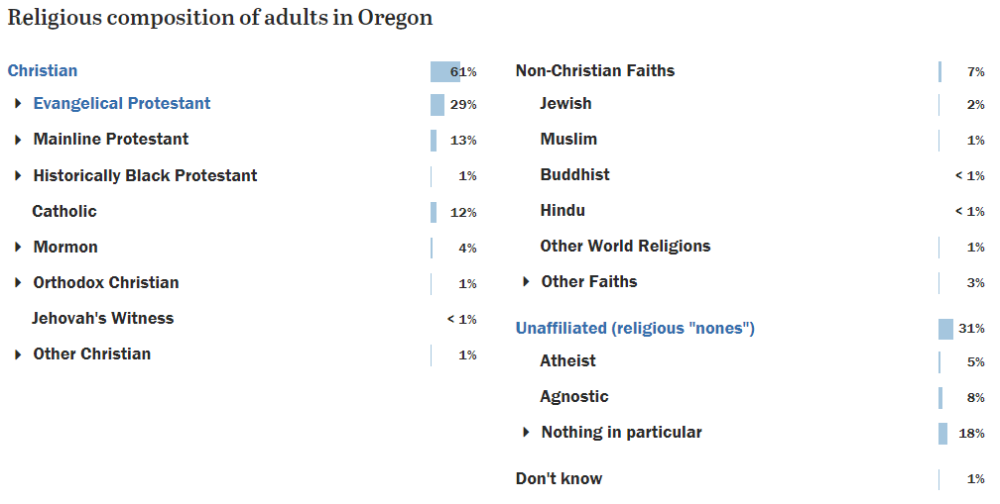 Religious composition of adults in Oregon
Christian 61%
Evangelical Protestant 29%
Mainline Protestant 13%
Historically Black Protestant 1%
Catholic 12%
Mormon 4%
Orthodox Christian 1%
Jehovah's Witness < 1%
Other Christian 1%
Non-Christian Faiths 7%
Jewish 2%
Muslim 1%
Buddhist < 1%
Hindu < 1%
Other World Religions 1%
Other Faiths 3%
Unaffiliated (religious "nones") 31%
Atheist 5%
Agnostic 8%
Nothing in particular 18%
Don't know 1%